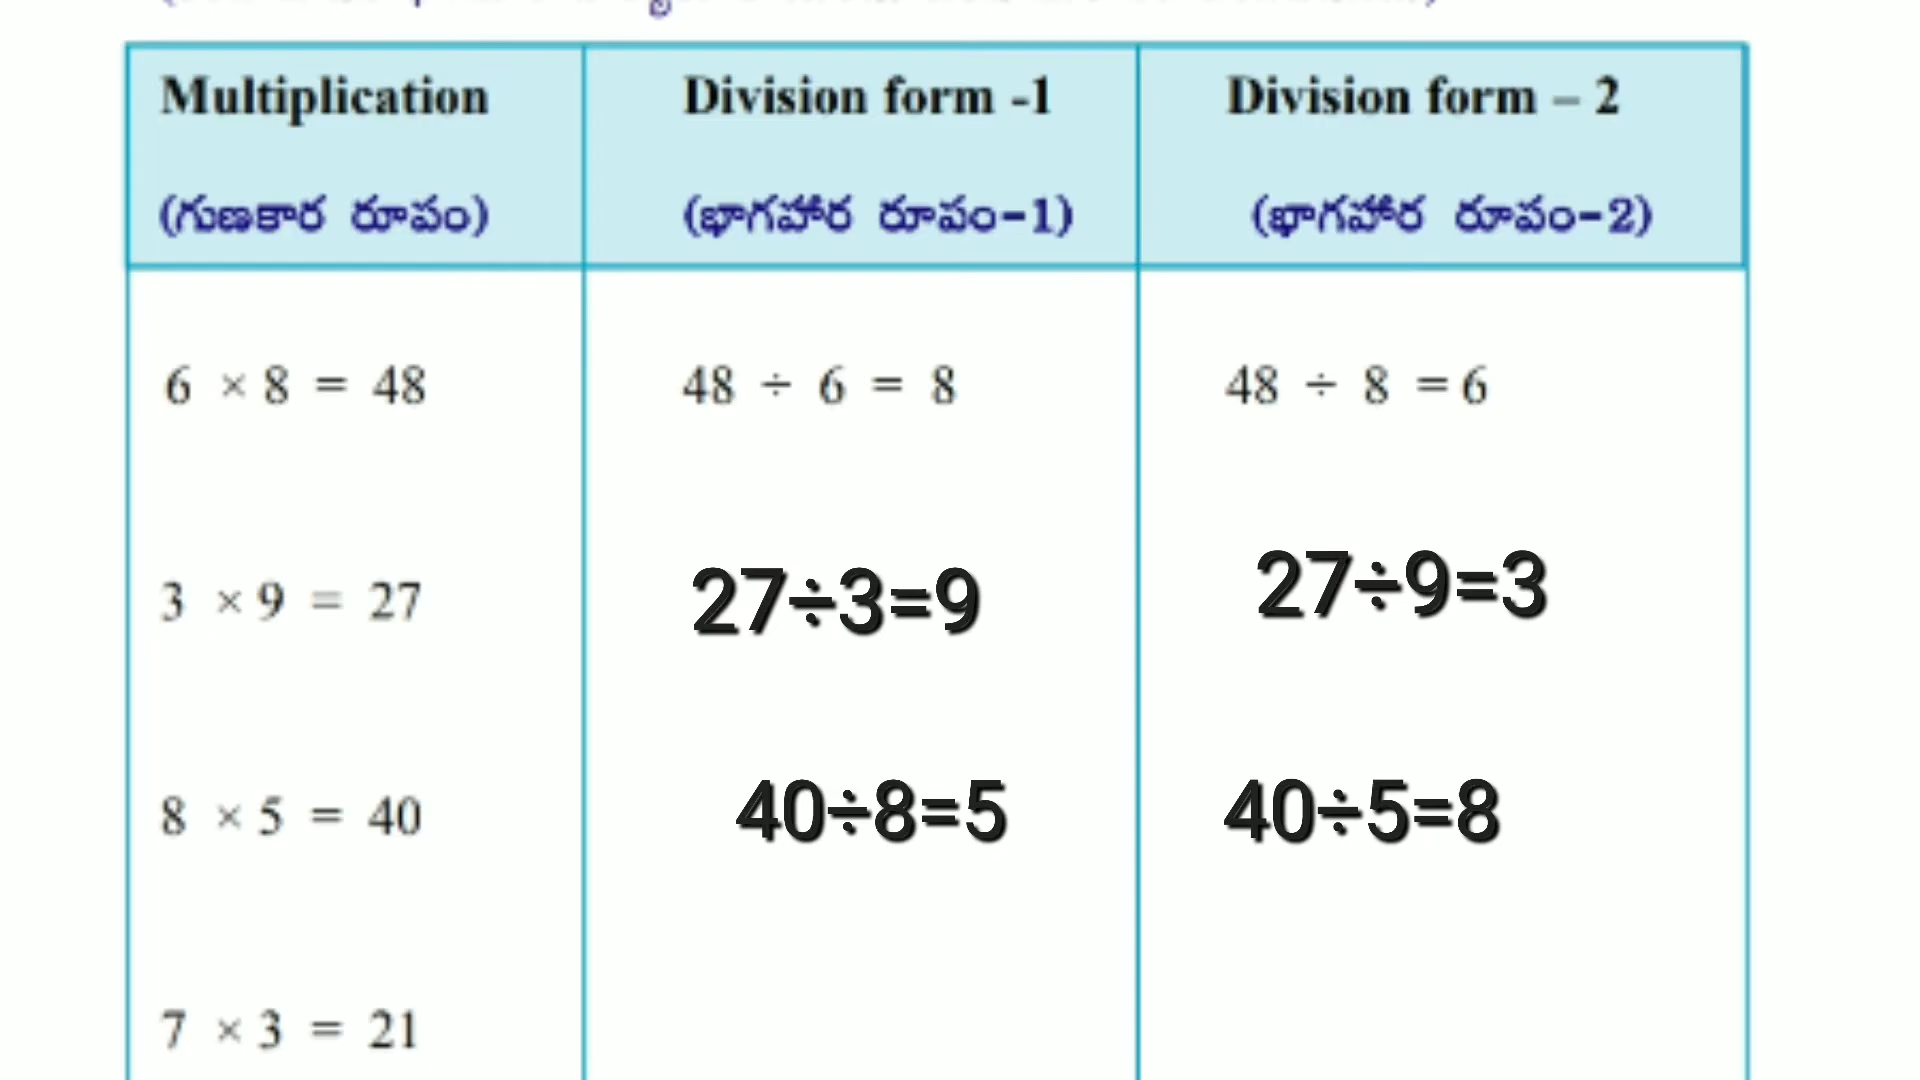 Multiplication Division form -1 Division form – 2
(గుణకార రూపం) (భాగహార రూపం-1) (భాగహార రూపం-2)
6 × 8 = 48 48 ÷ 6 = 8 48 ÷ 8 = 6
3 × 9 = 27 27÷3=9 27÷9=3
8 × 5 = 40 40÷8=5 40÷5=8
7 × 3 = 21